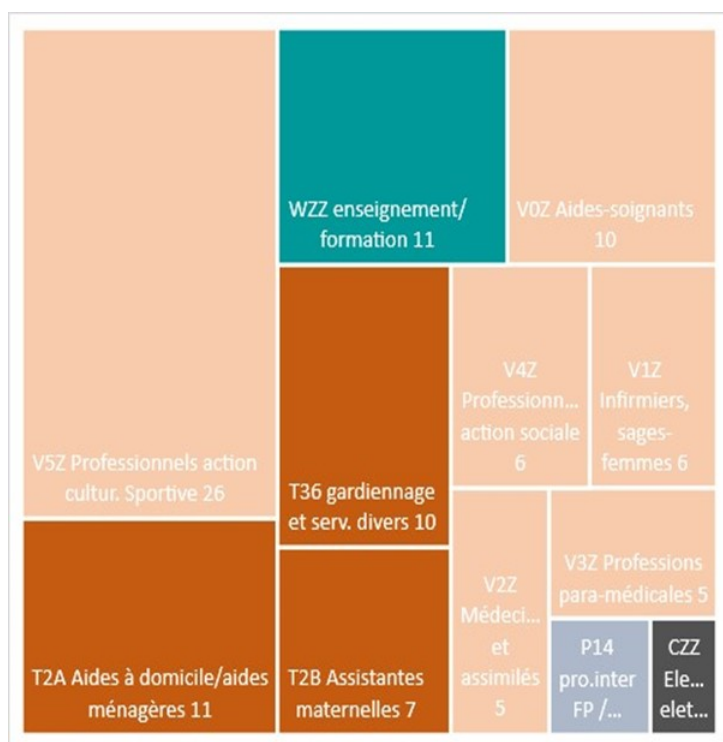 WZZ enseignement/
formation 11
V0Z Aides-soignants
10
V5Z Professionnels action
cultur. Sportive 26
T36 gardiennage
et serv. divers 10
V4Z
Professionn...
action sociale
6
V1Z
Infirmiers,
sages-
femmes 6
T2A Aides à domicile/aides
ménagères 11
T2B Assistantes
maternelles 7
V2Z
Médeci...
et
assimilés
5
V3Z Professions
para-médicales 5
P14
pro.inter
FP /...
CZZ
Ele...
elet...